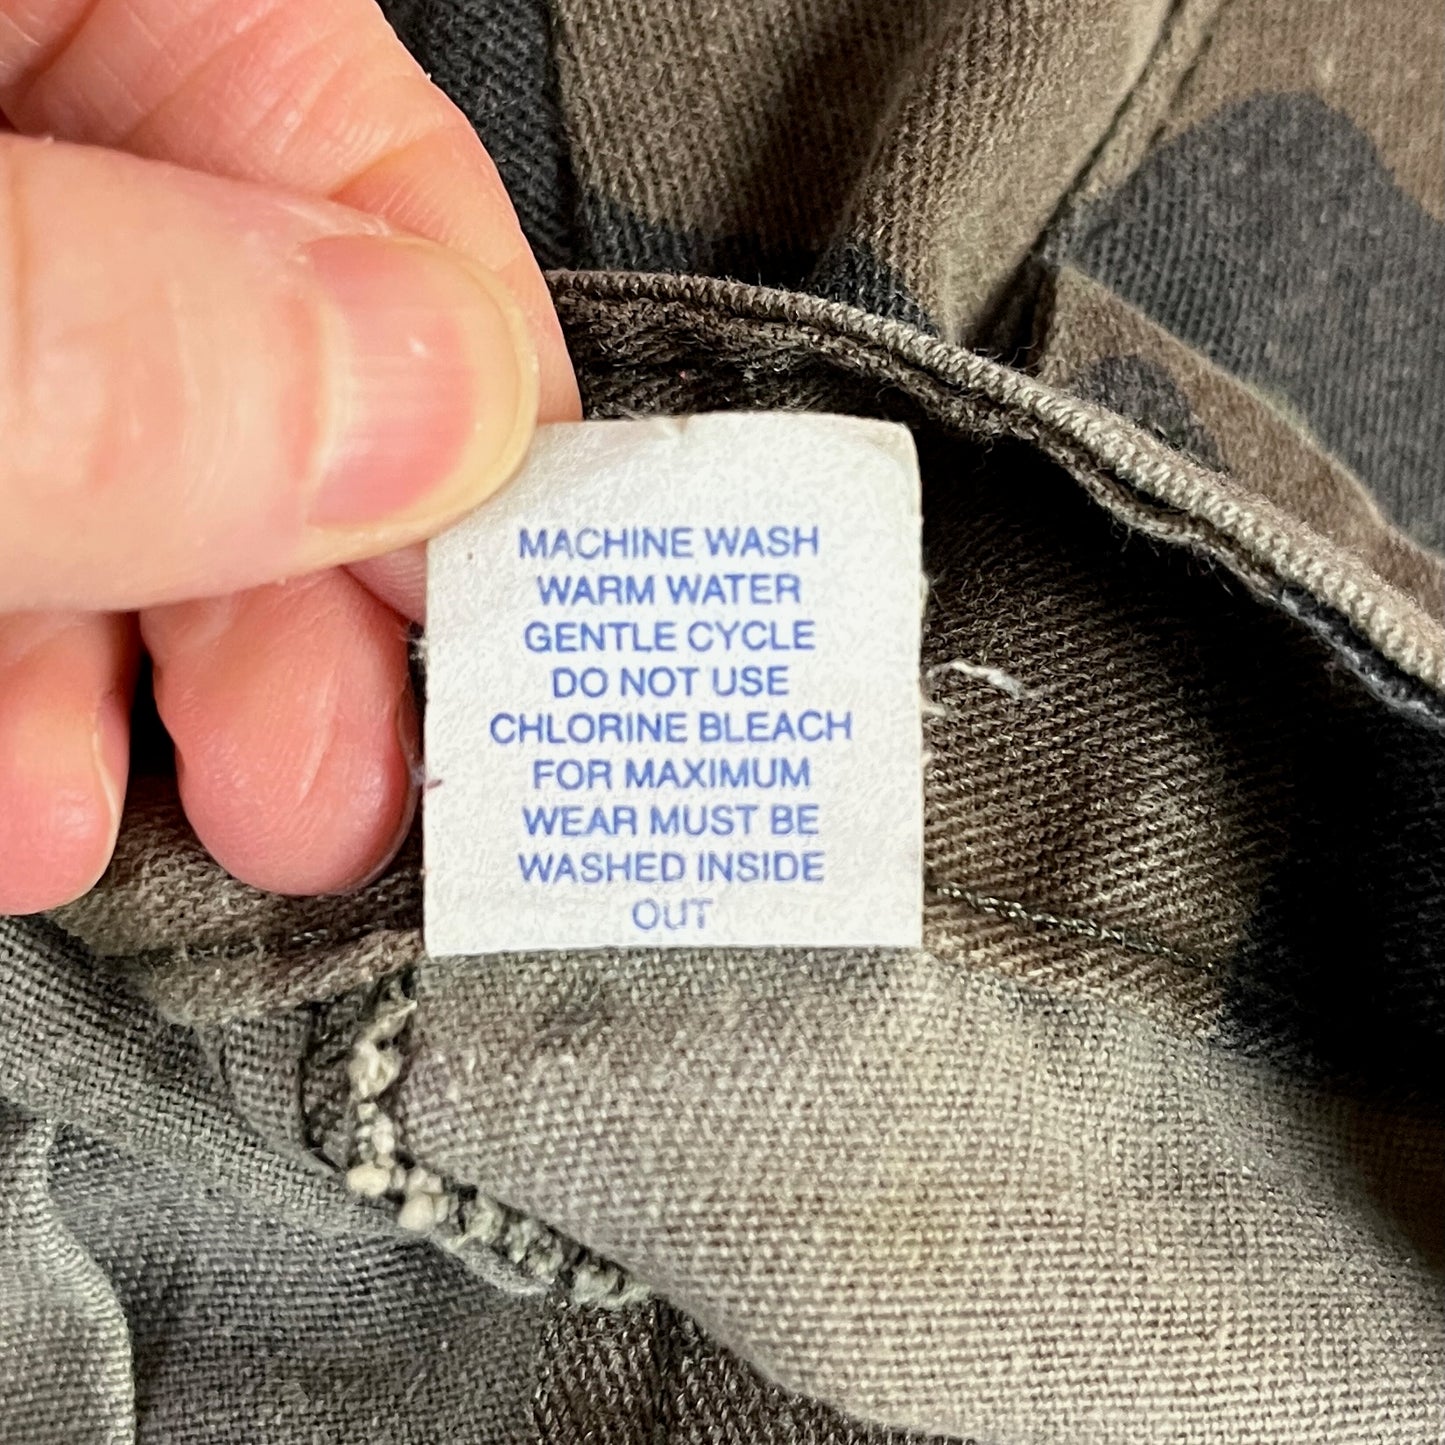 MACHINE WASH
WARM WATER
GENTLE CYCLE
DO NOT USE
CHLORINE BLEACH
FOR MAXIMUM
WEAR MUST BE
WASHED INSIDE
OUT